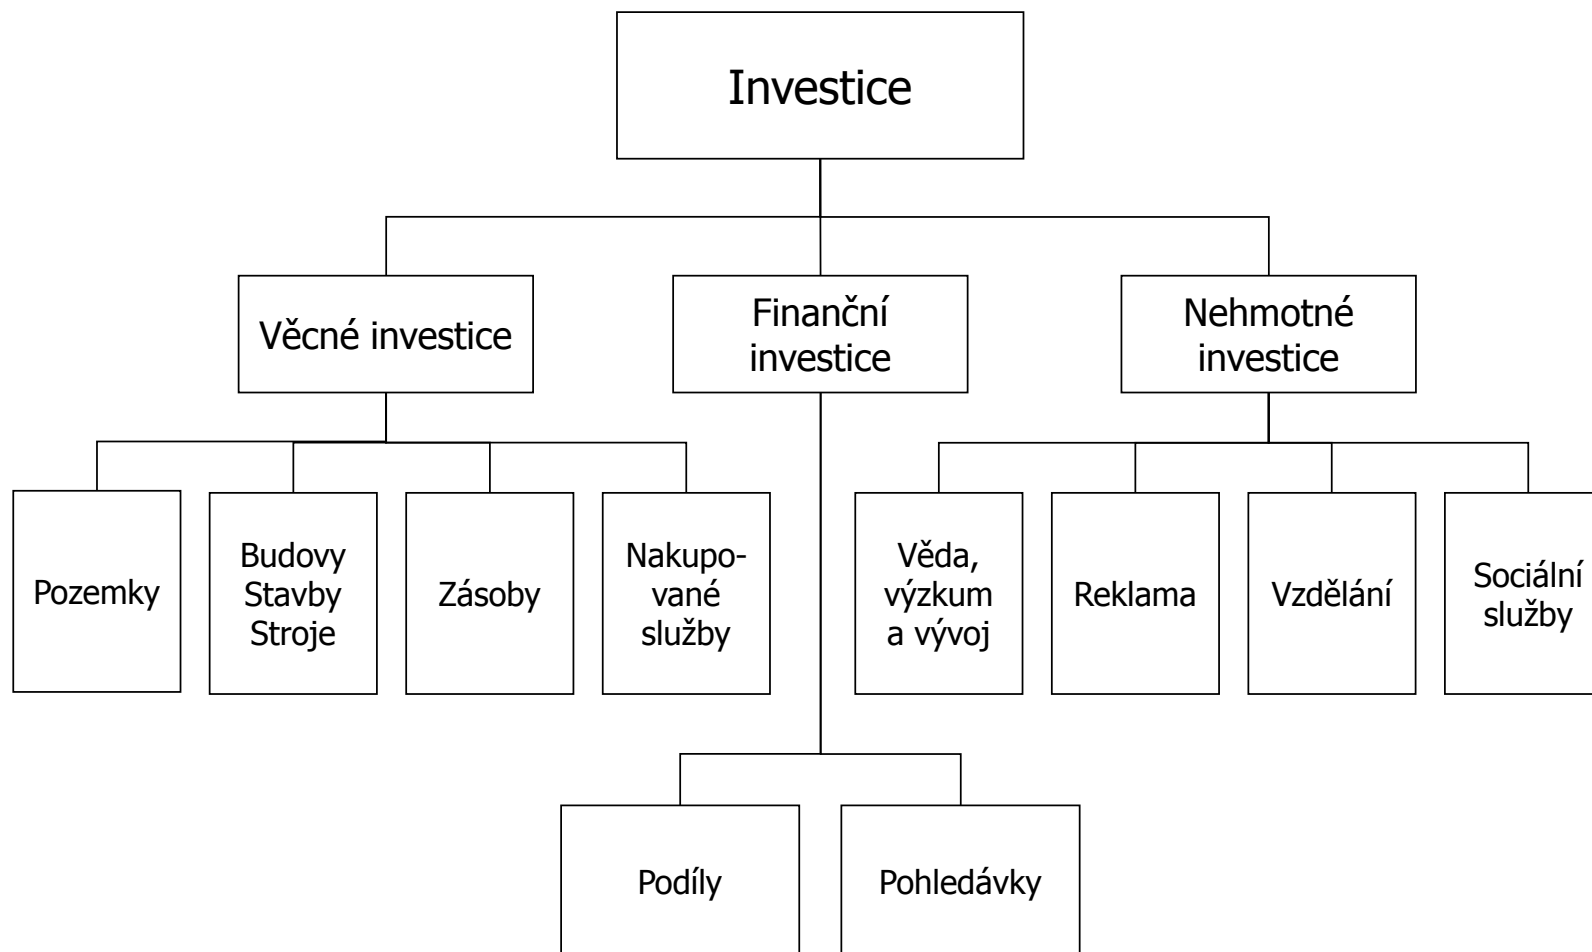 Investice
Věcné investice
Finanční
investice
Nehmotné
investice
Pozemky
Budovy
Stavby
Stroje
Zásoby
Nakupo-
vané
služby
Věda,
výzkum
a vývoj
Reklama
Vzdělání
Sociální
služby
Podíly
Pohledávky